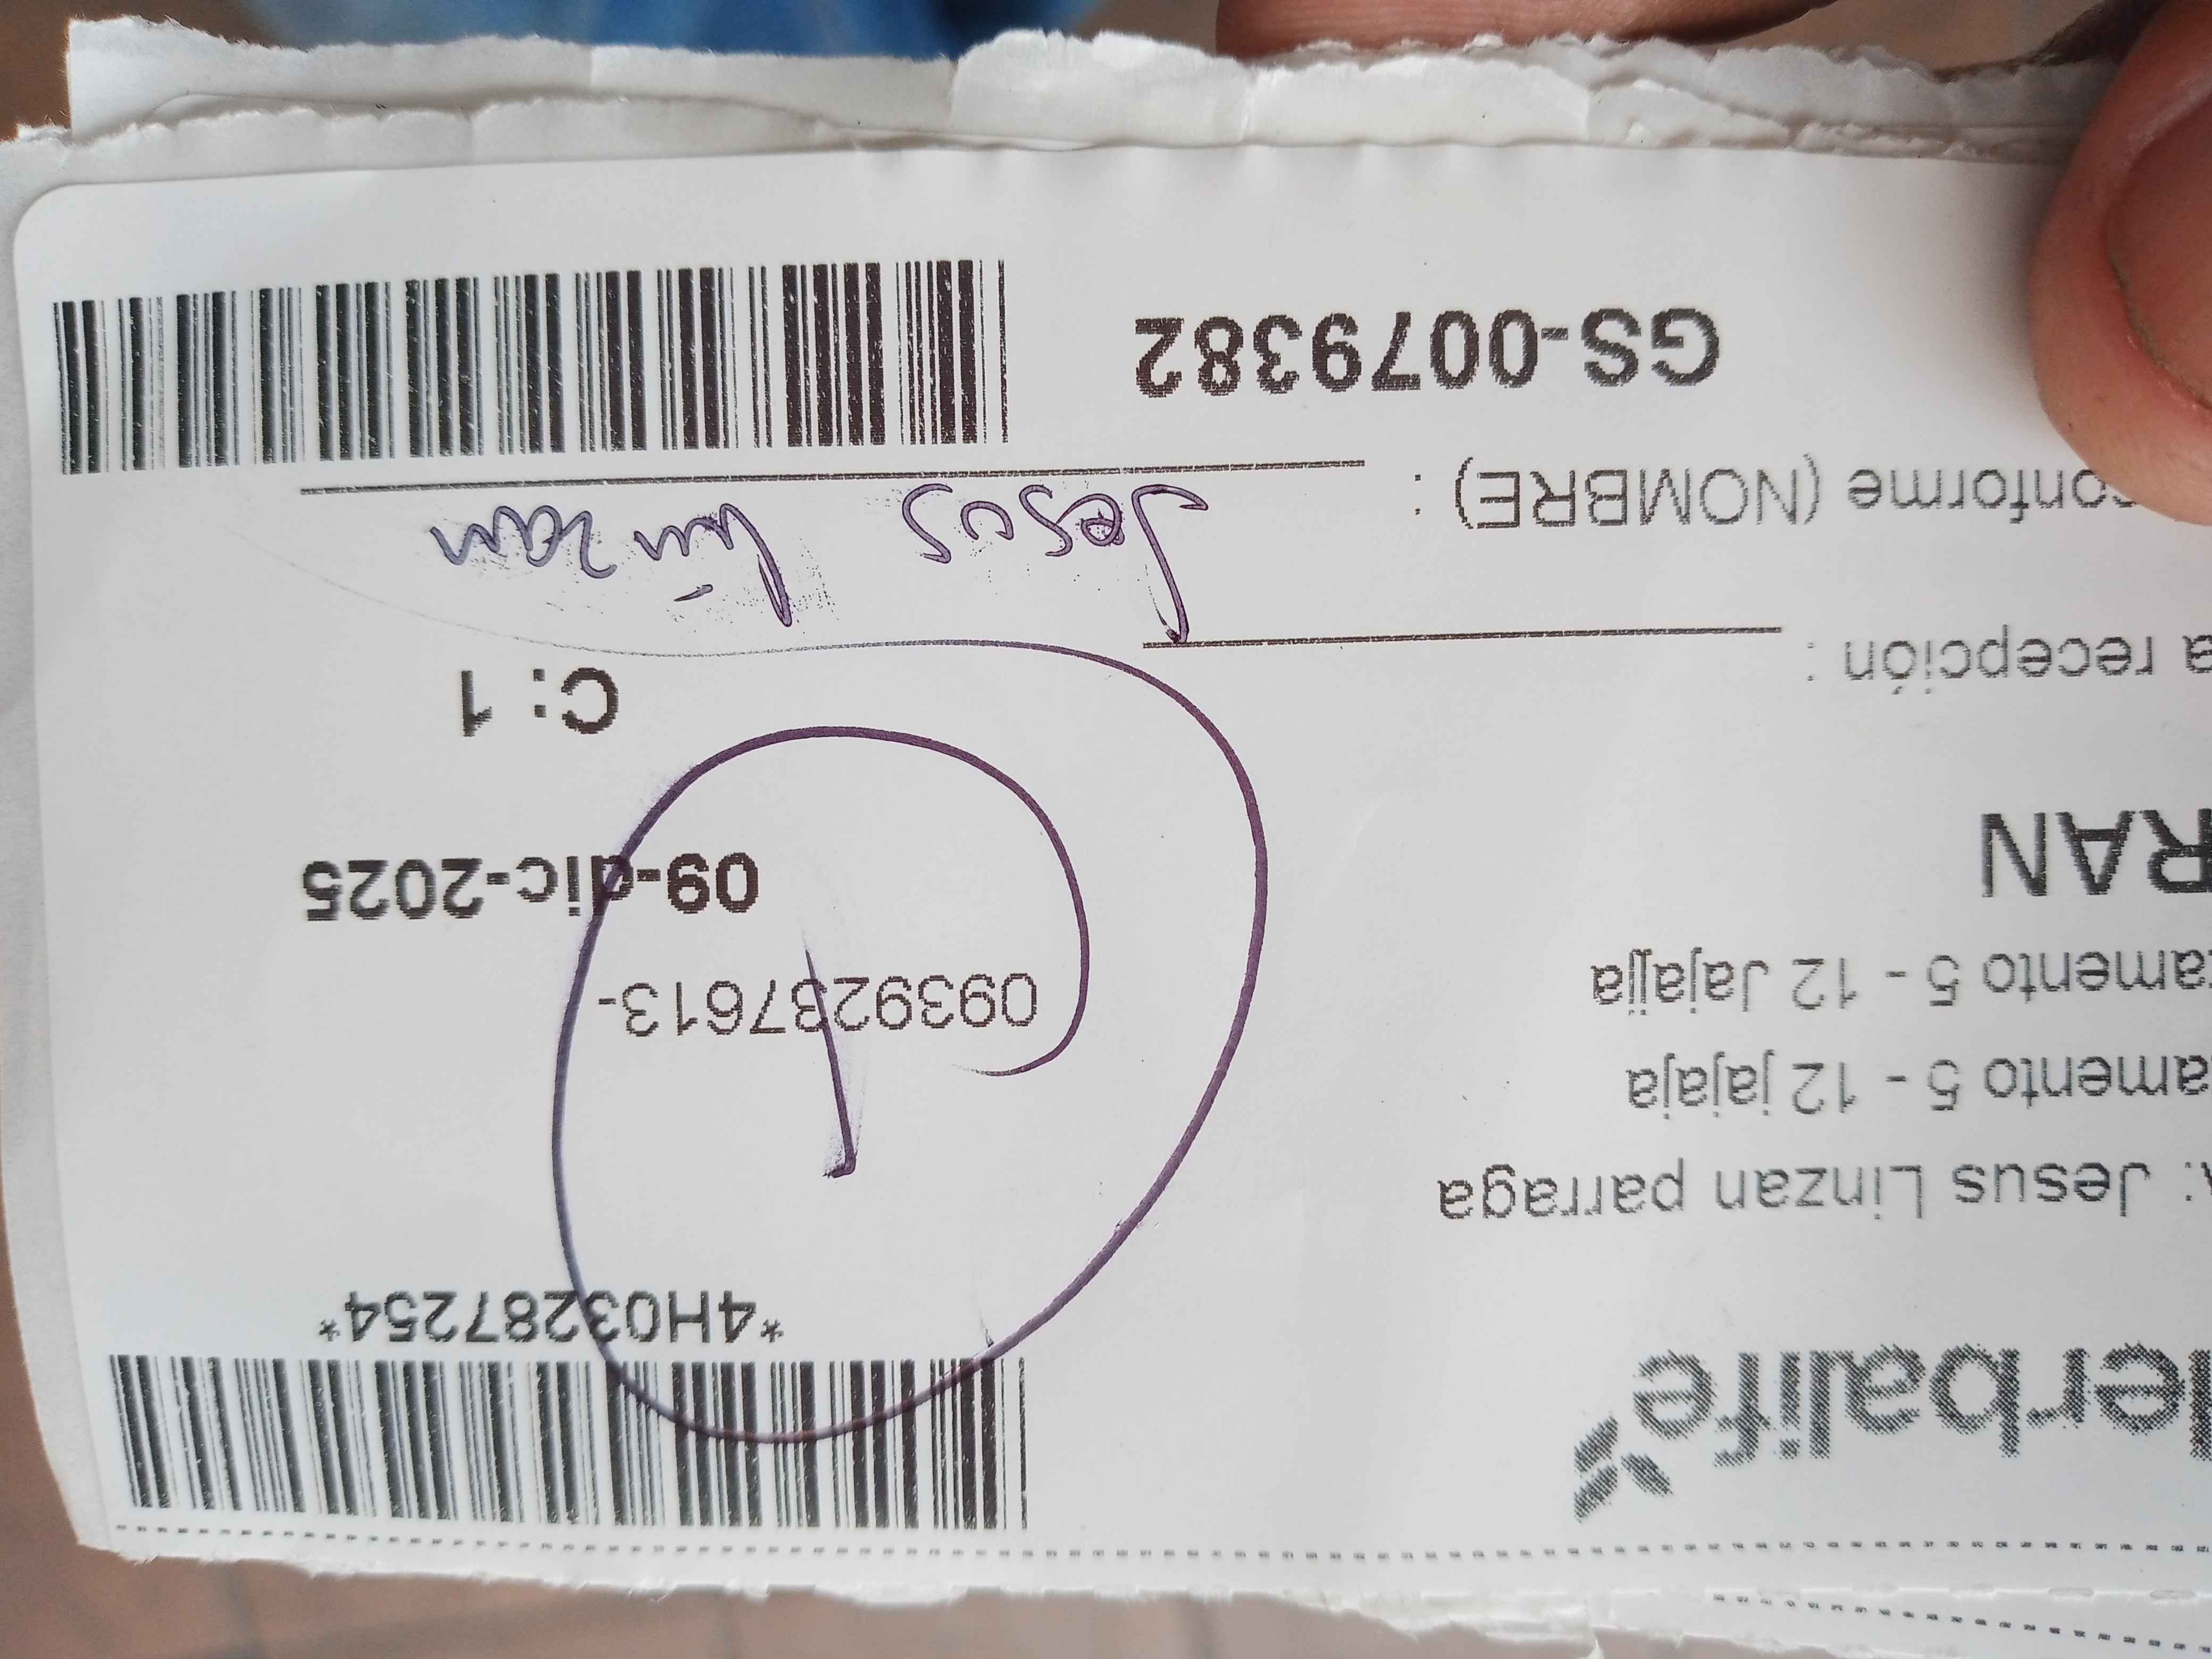 erbalife
*4H03287254*
: Jesus Linzan parraga
amento 5 - 12 jajaja
amento 5 - 12 Jajajja
0939237613-
RAN
09-dic-2025
a recepción :
C: 1
conforme (NOMBRE) :
Jesus Linzan
GS-0079382